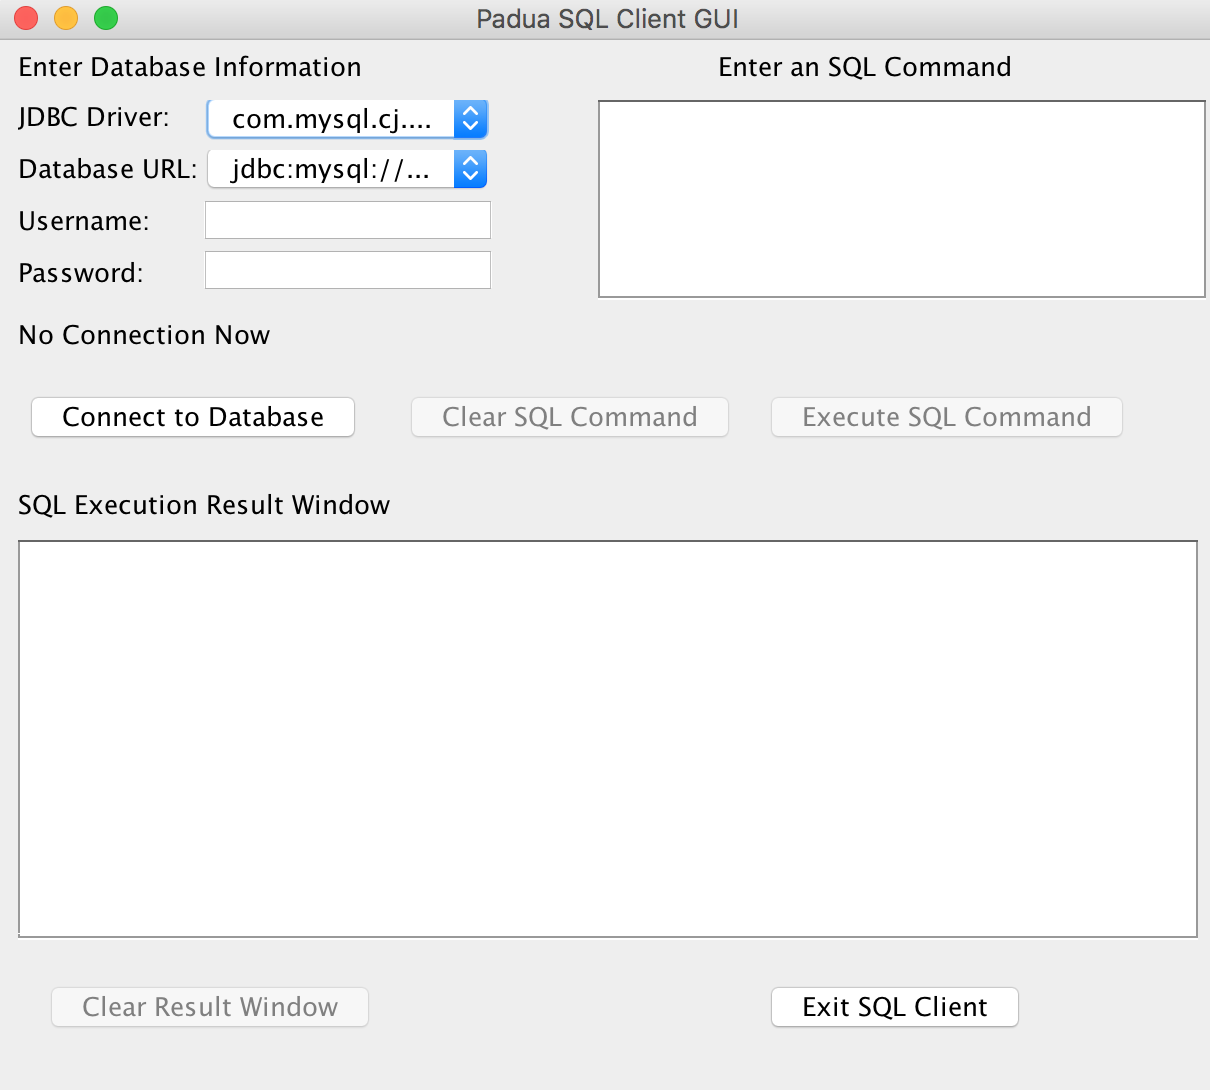 Padua SQL Client GUI
Enter Database Information
Enter an SQL Command
JDBC Driver: com.mysql.cj....
Database URL: jdbc:mysql://...
Username:
Password:
No Connection Now
Connect to Database
Clear SQL Command
Execute SQL Command
SQL Execution Result Window
Clear Result Window
Exit SQL Client